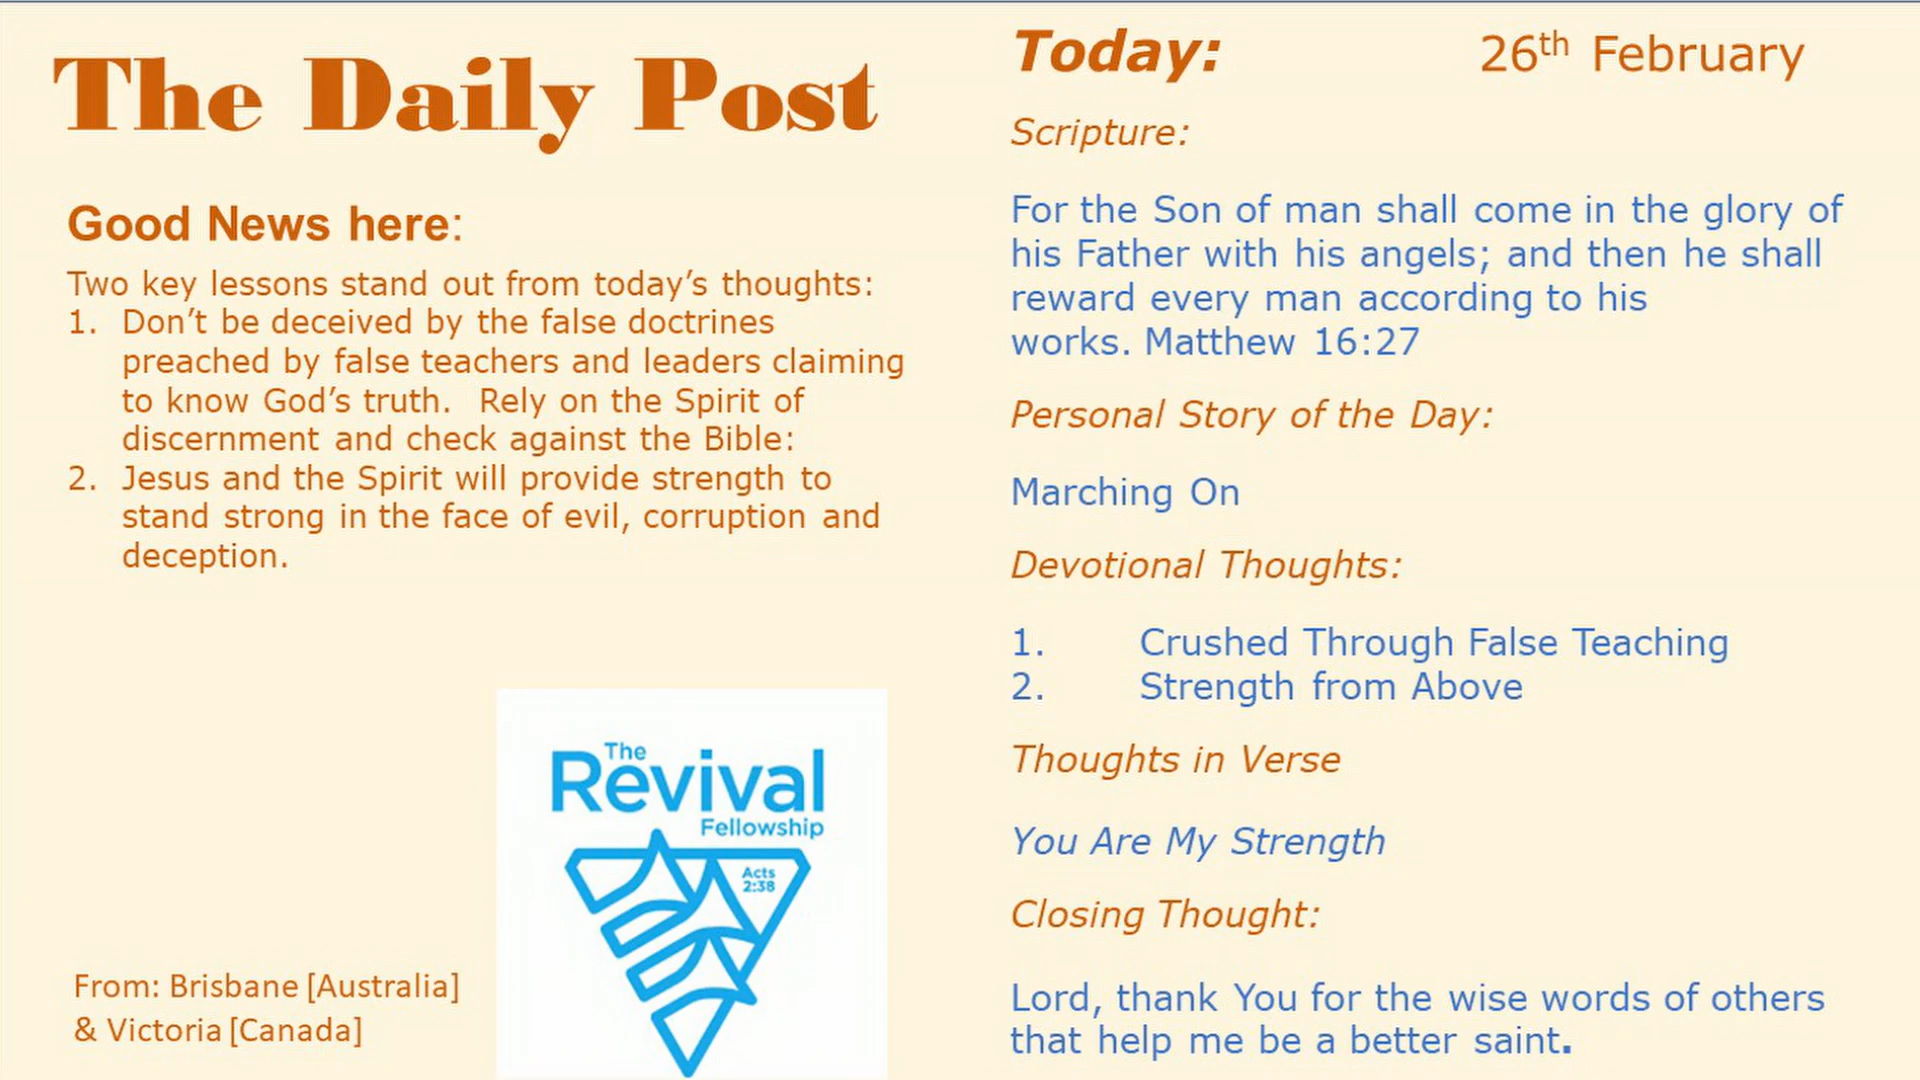 The Daily Post
Good News here:
Two key lessons stand out from today’s thoughts:
1. Don’t be deceived by the false doctrines
preached by false teachers and leaders claiming
to know God’s truth. Rely on the Spirit of
discernment and check against the Bible:
2. Jesus and the Spirit will provide strength to
stand strong in the face of evil, corruption and
deception.
The
Revival
Fellowship
Acts
2:38
From: Brisbane [Australia]
& Victoria [Canada]
Today: 26th February
Scripture:
For the Son of man shall come in the glory of
his Father with his angels; and then he shall
reward every man according to his
works. Matthew 16:27
Personal Story of the Day:
Marching On
Devotional Thoughts:
1. Crushed Through False Teaching
2. Strength from Above
Thoughts in Verse
You Are My Strength
Closing Thought:
Lord, thank You for the wise words of others
that help me be a better saint.